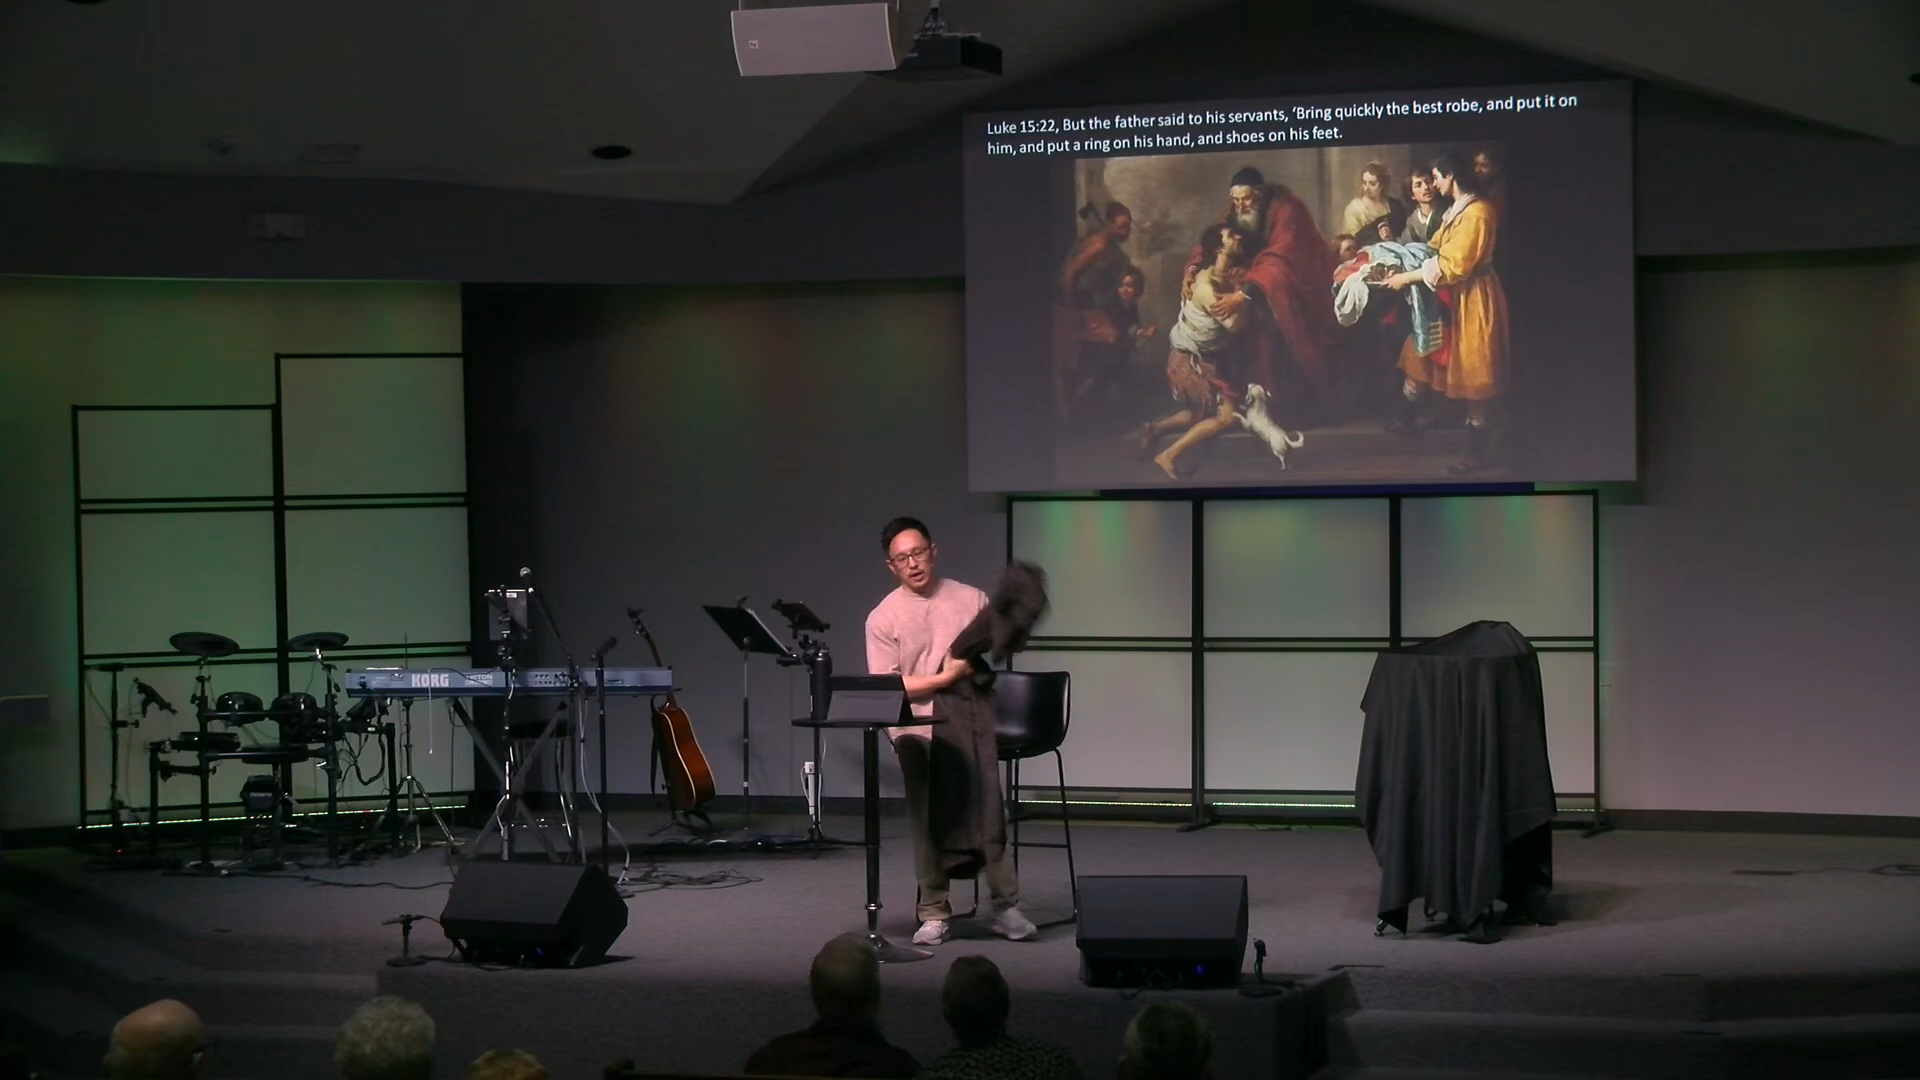 Luke 15:22, But the father said to his servants, ‘Bring quickly the best robe, and put it on
him, and put a ring on his hand, and shoes on his feet.
KORG